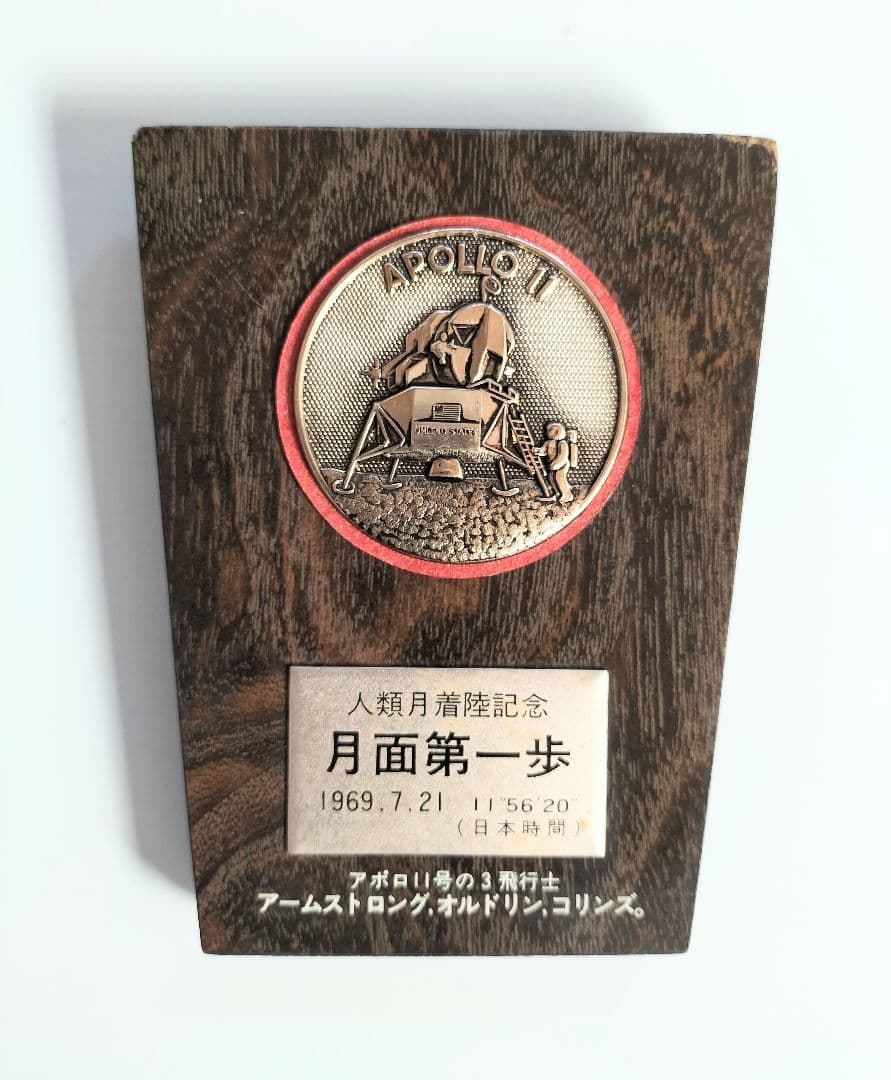 APOLLO 11
UNITED STATES
人類月着陸記念
月面第一歩
1969.7.21 11°56′20″
(日本時間)
アポロ11号の3飛行士
アームストロング,オルドリン,コリンズ。